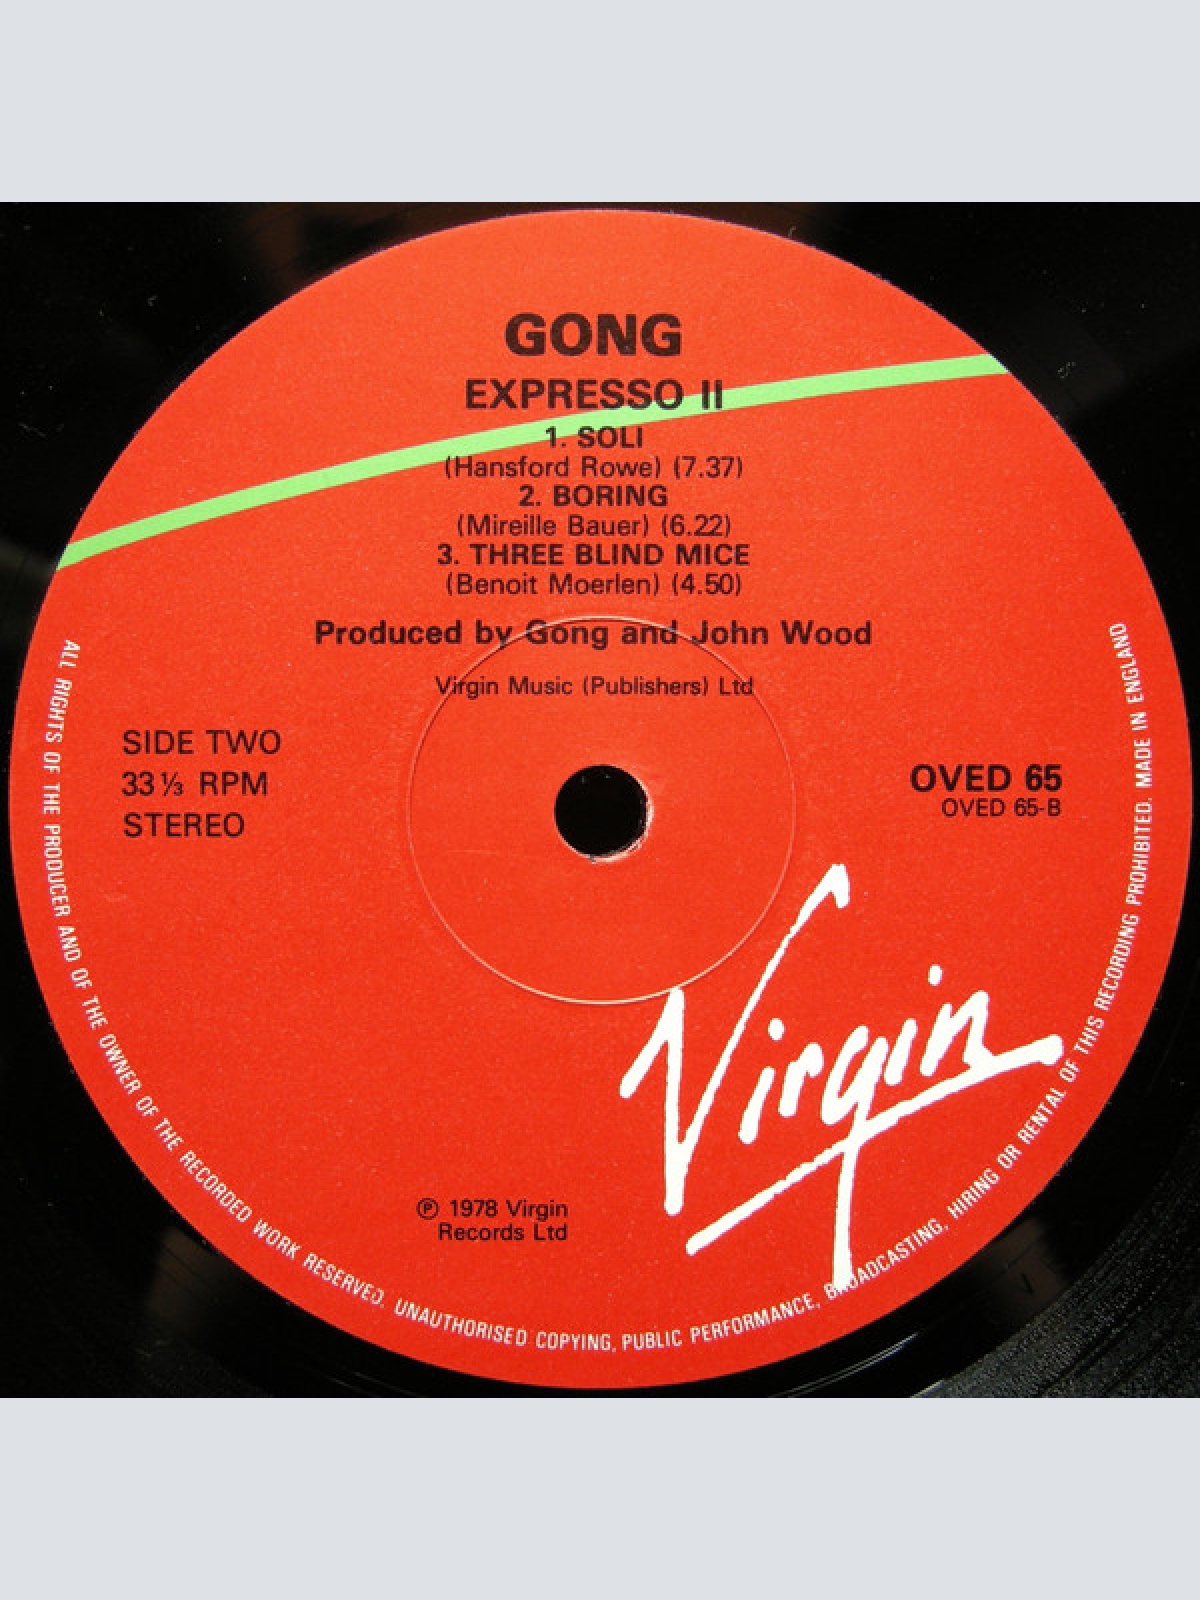 GONG
EXPRESSO II
1. SOLI
(Hansford Rowe) (7.37)
2. BORING
(Mireille Bauer) (6.22)
3. THREE BLIND MICE
(Benoit Moerlen) (4.50)
Produced by Gong and John Wood
Virgin Music (Publishers) Ltd
SIDE TWO
33⅓ RPM
STEREO
OVED 65
OVED 65-B
Virgin
℗ 1978 Virgin
Records Ltd
ALL RIGHTS OF THE PRODUCER AND OF THE OWNER OF THE RECORDED WORK RESERVED. UNAUTHORISED COPYING, PUBLIC PERFORMANCE, BROADCASTING, HIRING OR RENTAL OF THIS RECORDING PROHIBITED. MADE IN ENGLAND